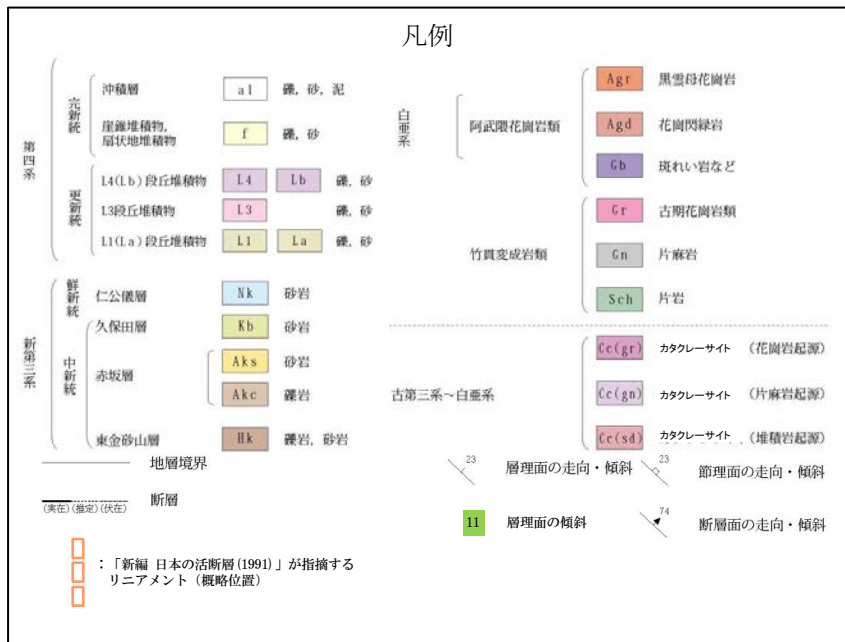 凡例
第四系
完新統
沖積層 al 礫, 砂, 泥
崖錐堆積物,
扇状地堆積物 f 礫, 砂
更新統
L4(Lb)段丘堆積物 L4 Lb 礫, 砂
L3段丘堆積物 L3 礫, 砂
L1(La)段丘堆積物 L1 La 礫, 砂
新第三系
鮮新統
仁公儀層 Nk 砂岩
中新統
久保田層 Kb 砂岩
赤坂層 Aks 砂岩
Akc 礫岩
東金砂山層 Hk 礫岩, 砂岩
白亜系
阿武隈花崗岩類
Agr 黒雲母花崗岩
Agd 花崗閃緑岩
Gb 斑れい岩など
竹貫変成岩類
Gr 古期花崗岩類
Gn 片麻岩
Sch 片岩
古第三系～白亜系
Cc(gr) カタクレーサイト (花崗岩起源)
Cc(gn) カタクレーサイト (片麻岩起源)
Cc(sd) カタクレーサイト (堆積岩起源)
地層境界
断層
(実在)(推定)(伏在)
23 層理面の走向・傾斜
23 節理面の走向・傾斜
11 層理面の傾斜
74 断層面の走向・傾斜
:「新編 日本の活断層(1991)」が指摘する
リニアメント（概略位置）